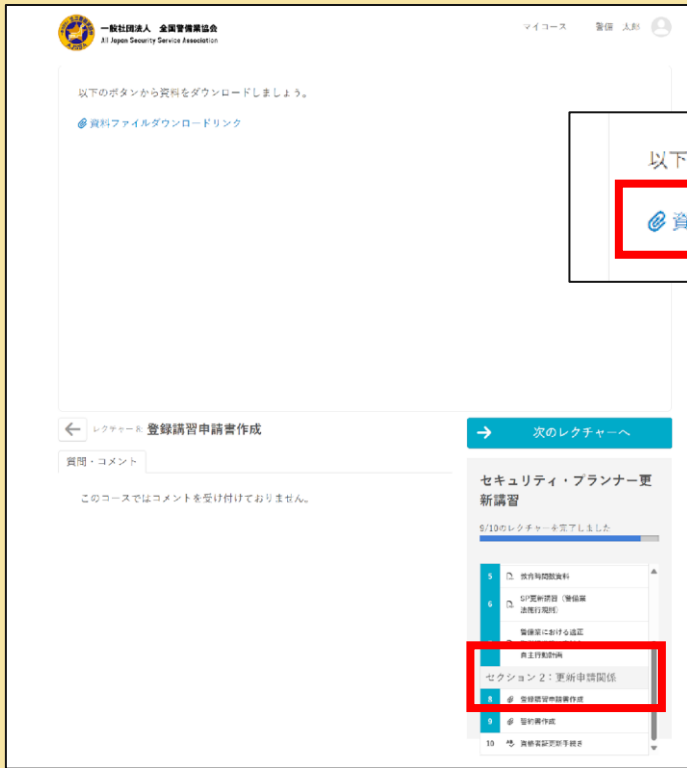 一般社団法人 全国警備業協会
All Japan Security Service Association
マイコース
警備 太郎
以下のボタンから資料をダウンロードしましょう。
資料ファイルダウンロードリンク
以下
資
レクチャー 8: 登録講習申請書作成
次のレクチャーへ
質問・コメント
このコースではコメントを受け付けておりません。
セキュリティ・プランナー更
新講習
9/10のレクチャーを完了しました
5 教育時間数資料
6 SP更新講習（警備業
法施行規則）
警備業における適正
自主行動計画
セクション 2：更新申請関係
8 登録講習申請書作成
9 誓約書作成
10 資格者証更新手続き